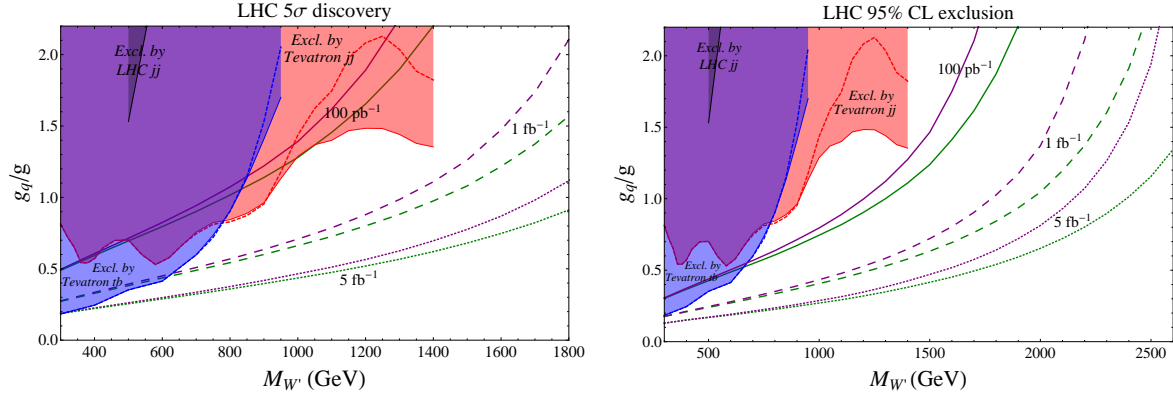 LHC 5σ discovery
2.0
1.5
1.0
0.5
0.0
g_q/g
Excl. by
LHC jj
Excl. by
Tevatron jj
100 pb⁻¹
1 fb⁻¹
Excl. by
Tevatron tb
5 fb⁻¹
400 600 800 1000 1200 1400 1600 1800
M_W' (GeV)
LHC 95% CL exclusion
2.0
1.5
1.0
0.5
0.0
g_q/g
Excl. by
LHC jj
100 pb⁻¹
Excl. by
Tevatron jj
1 fb⁻¹
5 fb⁻¹
Excl. by
Tevatron tb
500 1000 1500 2000 2500
M_W' (GeV)